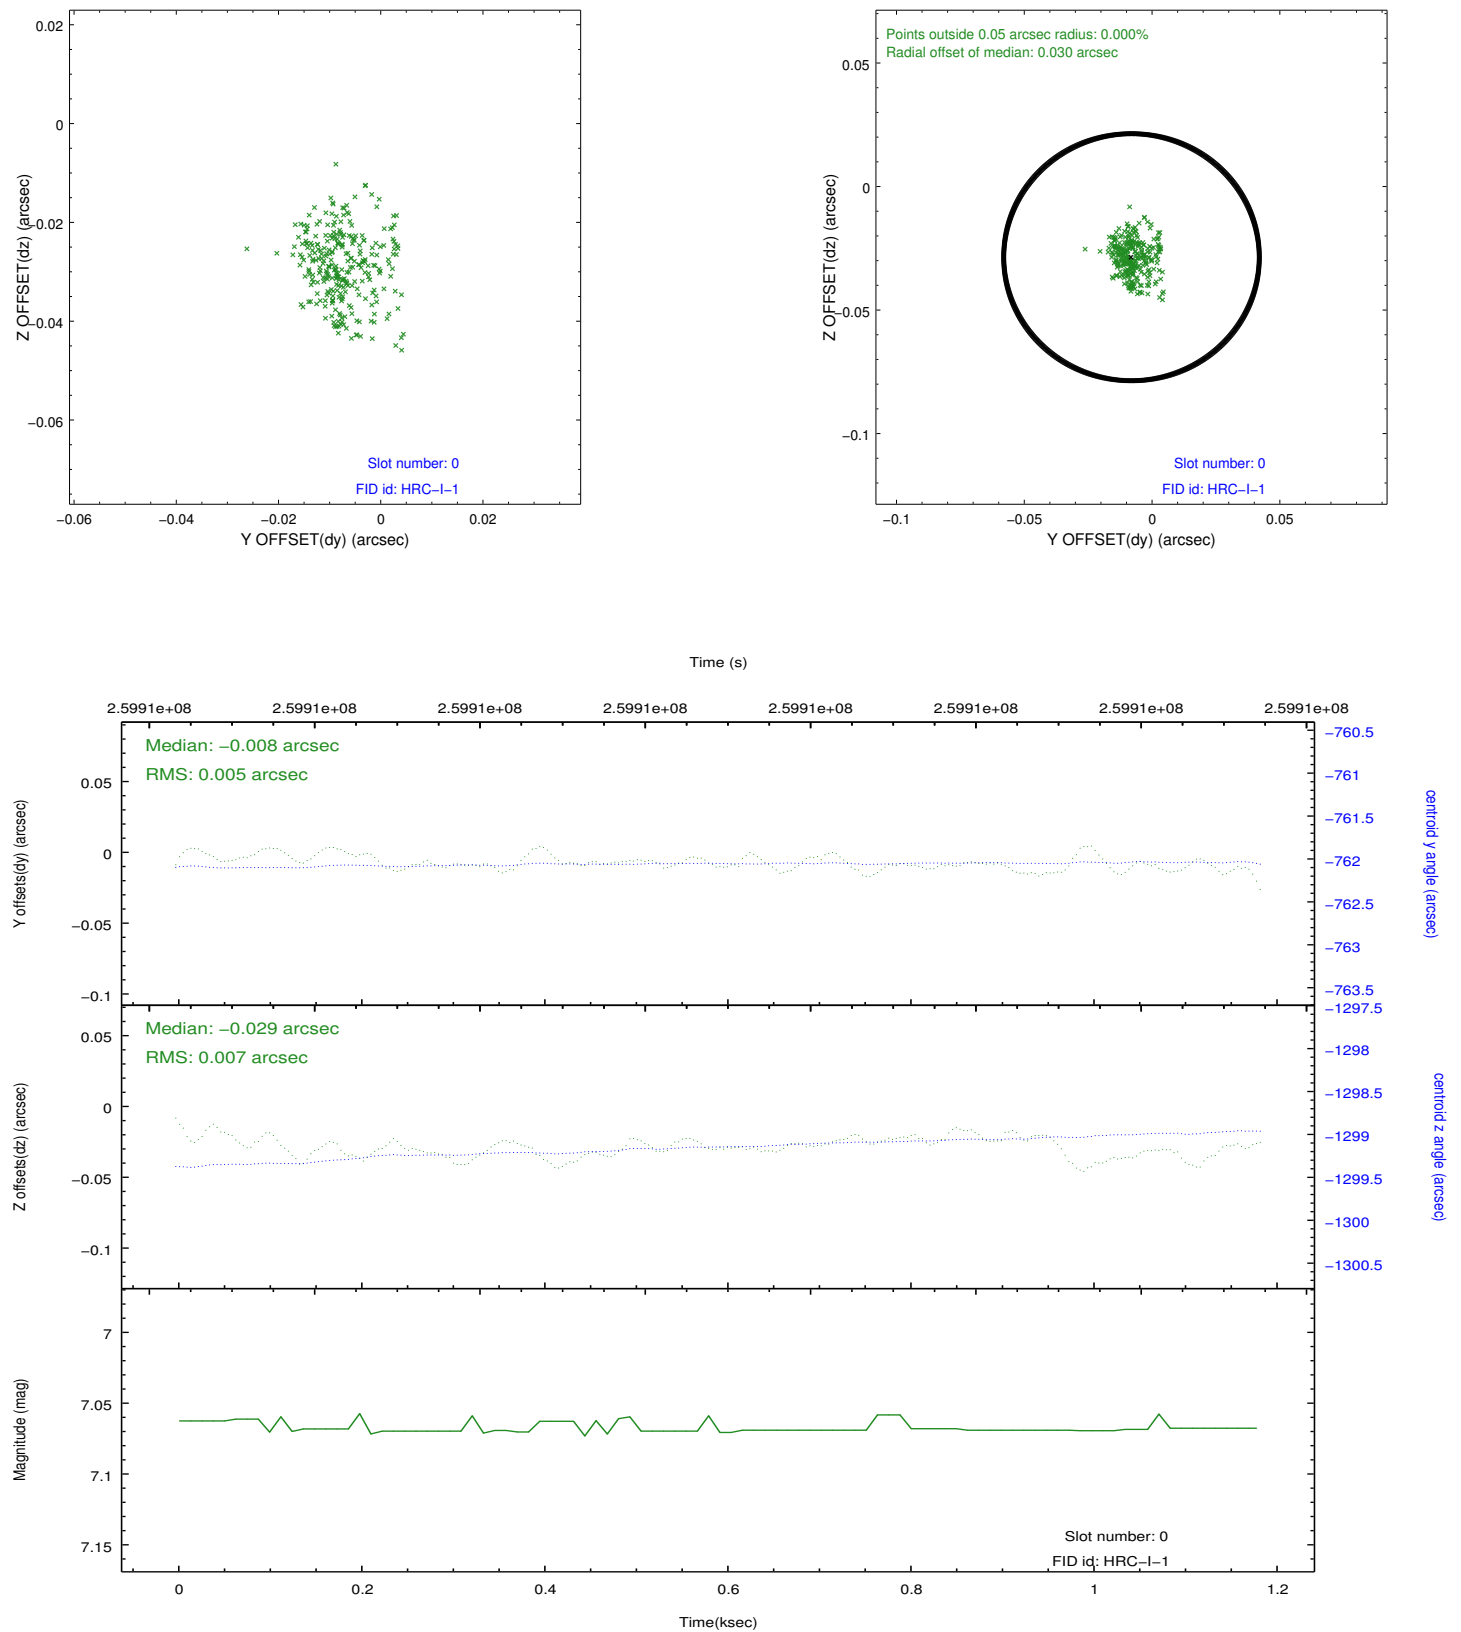 0.02
0
−0.02
−0.04
−0.06
Z OFFSET(dz) (arcsec)
Slot number: 0
FID id: HRC−I−1
−0.06 −0.04 −0.02 0 0.02
Y OFFSET(dy) (arcsec)
Points outside 0.05 arcsec radius: 0.000%
Radial offset of median: 0.030 arcsec
0.05
0
−0.05
−0.1
Z OFFSET(dz) (arcsec)
Slot number: 0
FID id: HRC−I−1
−0.1 −0.05 0 0.05
Y OFFSET(dy) (arcsec)
Time (s)
2.5991e+08 2.5991e+08 2.5991e+08 2.5991e+08 2.5991e+08 2.5991e+08 2.5991e+08 2.5991e+08
Median: −0.008 arcsec
RMS: 0.005 arcsec
0.05
0
−0.05
−0.1
Y offsets(dy) (arcsec)
−760.5
−761
−761.5
−762
−762.5
−763
−763.5
centroid y angle (arcsec)
Median: −0.029 arcsec
RMS: 0.007 arcsec
0.05
0
−0.05
−0.1
Z offsets(dz) (arcsec)
−1297.5
−1298
−1298.5
−1299
−1299.5
−1300
−1300.5
centroid z angle (arcsec)
7
7.05
7.1
7.15
Magnitude (mag)
Slot number: 0
FID id: HRC−I−1
0 0.2 0.4 0.6 0.8 1 1.2
Time(ksec)